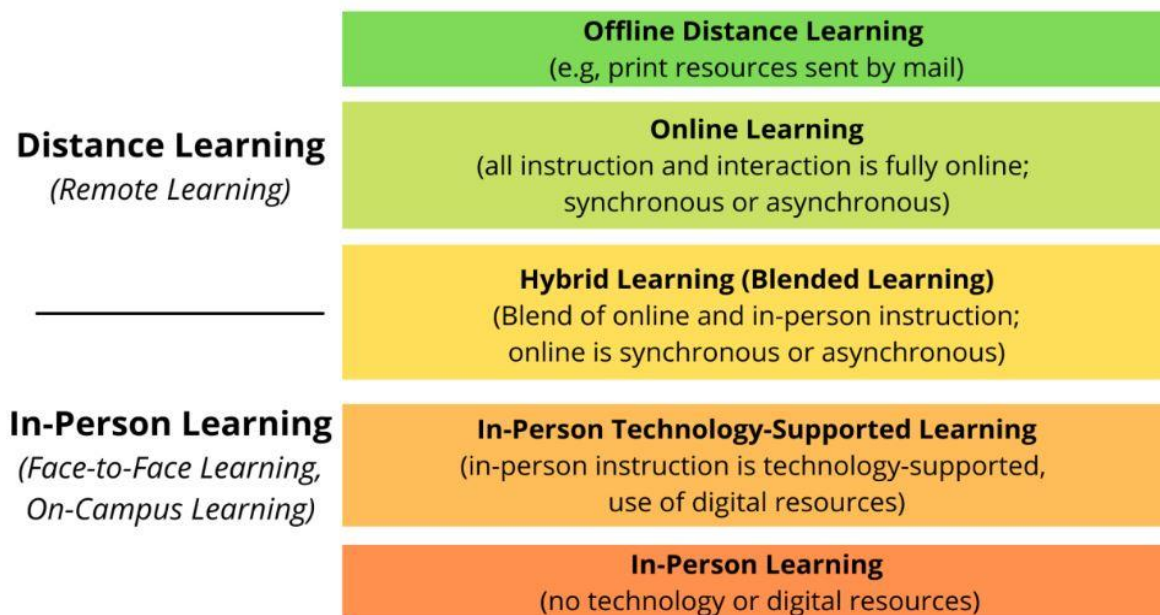 Offline Distance Learning
(e.g, print resources sent by mail)
Distance Learning
(Remote Learning)
Online Learning
(all instruction and interaction is fully online;
synchronous or asynchronous)
Hybrid Learning (Blended Learning)
(Blend of online and in-person instruction;
online is synchronous or asynchronous)
In-Person Learning
(Face-to-Face Learning,
On-Campus Learning)
In-Person Technology-Supported Learning
(in-person instruction is technology-supported,
use of digital resources)
In-Person Learning
(no technology or digital resources)